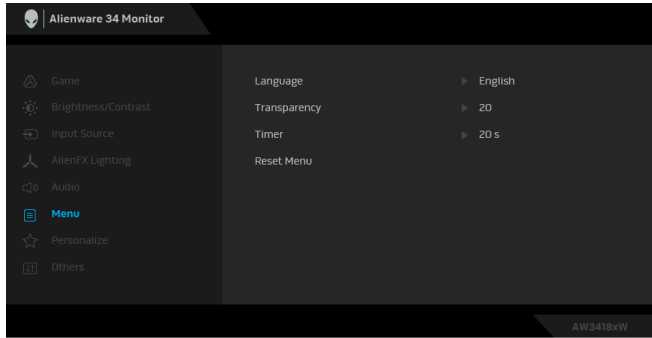 Alienware 34 Monitor
Game
Language English
Brightness/Contrast
Transparency 20
Input Source
Timer 20 s
AlienFX Lighting
Reset Menu
Audio
Menu
Personalize
Others
AW3418xW